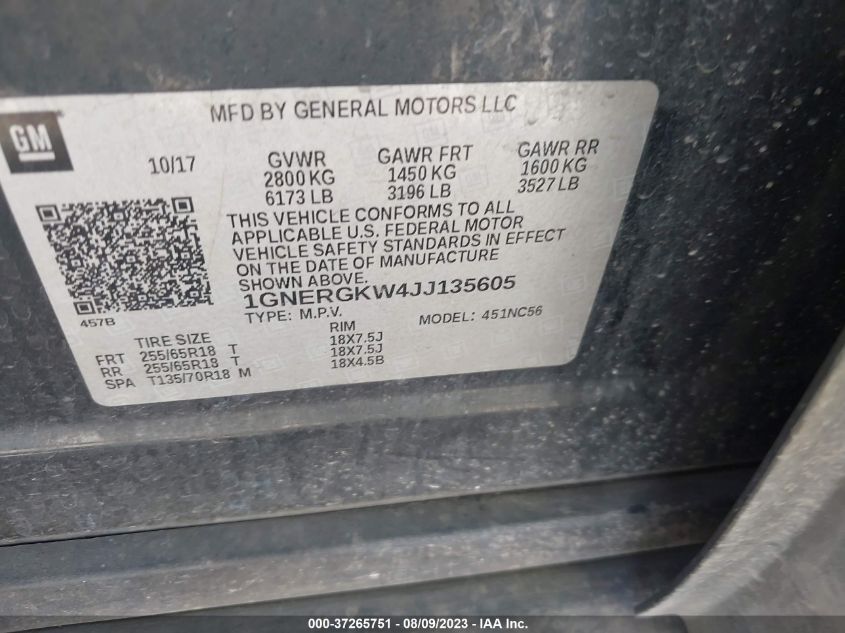 MFD BY GENERAL MOTORS LLC
GM
10/17
GVWR
2800 KG
6173 LB
GAWR FRT
1450 KG
3196 LB
GAWR RR
1600 KG
3527 LB
THIS VEHICLE CONFORMS TO ALL
APPLICABLE U.S. FEDERAL MOTOR
VEHICLE SAFETY STANDARDS IN EFFECT
ON THE DATE OF MANUFACTURE
SHOWN ABOVE.
1GNERGKW4JJ135605
457B
TYPE: M.P.V. MODEL: 451NC56
TIRE SIZE RIM
FRT 255/65R18 T 18X7.5J
RR 255/65R18 T 18X7.5J
SPA T135/70R18 M 18X4.5B
000-37265751 - 08/09/2023 - IAA Inc.